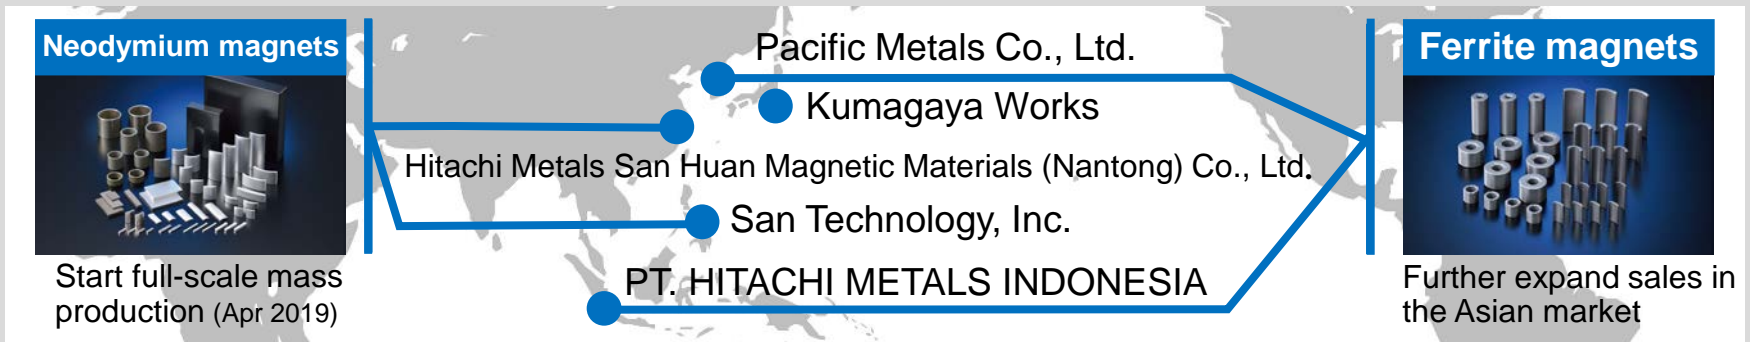 Neodymium magnets
Start full-scale mass
production (Apr 2019)
Pacific Metals Co., Ltd.
Kumagaya Works
Hitachi Metals San Huan Magnetic Materials (Nantong) Co., Ltd.
San Technology, Inc.
PT. HITACHI METALS INDONESIA
Ferrite magnets
Further expand sales in
the Asian market